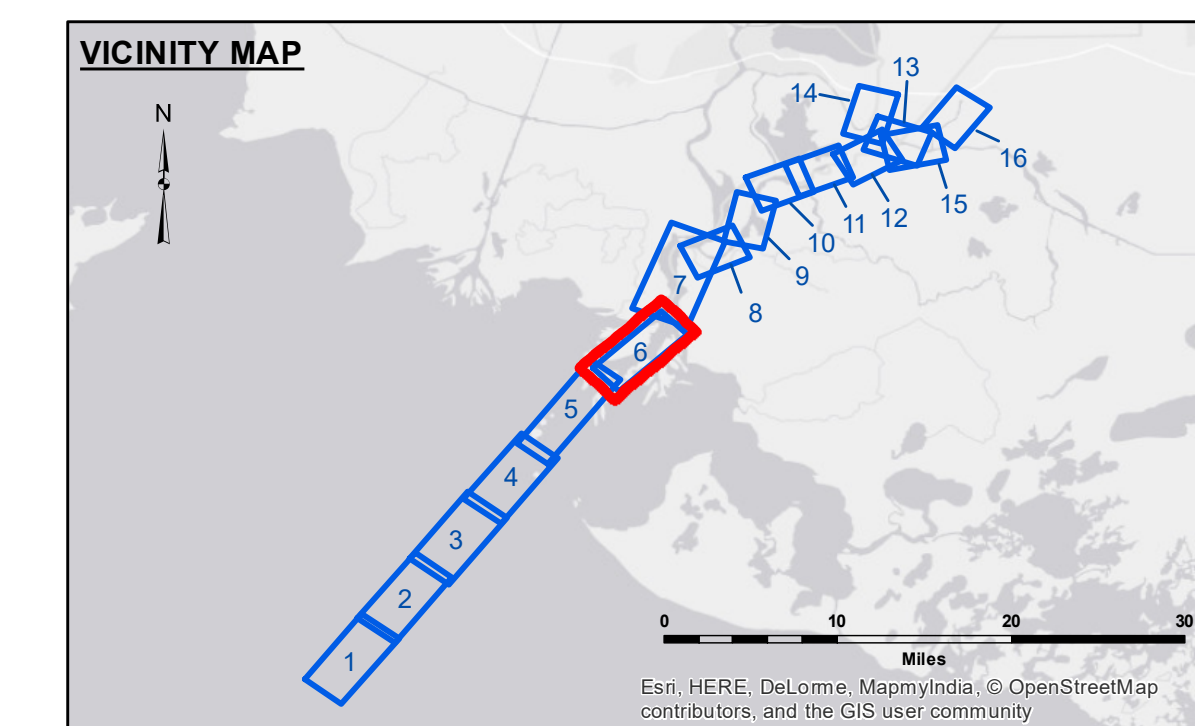 VICINITY MAP
N
13
14
16
15
12
11
10
9
8
7
6
5
4
3
2
1
0 10 20 30
Miles
Esri, HERE, DeLorme, MapmyIndia, © OpenStreetMap
contributors, and the GIS user community